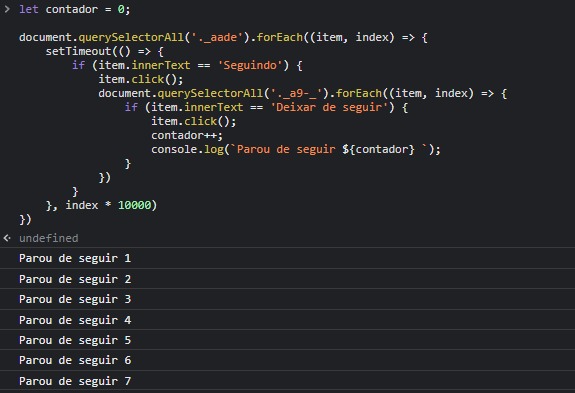 let contador = 0;
document.querySelectorAll('._aade').forEach((item, index) => {
    setTimeout(() => {
        if (item.innerText == 'Seguindo') {
            item.click();
            document.querySelectorAll('._a9-_').forEach((item, index) => {
                if (item.innerText == 'Deixar de seguir') {
                    item.click();
                    contador++;
                    console.log(`Parou de seguir ${contador} `);
                }
            })
        }
    }, index * 10000)
})
undefined
Parou de seguir 1
Parou de seguir 2
Parou de seguir 3
Parou de seguir 4
Parou de seguir 5
Parou de seguir 6
Parou de seguir 7